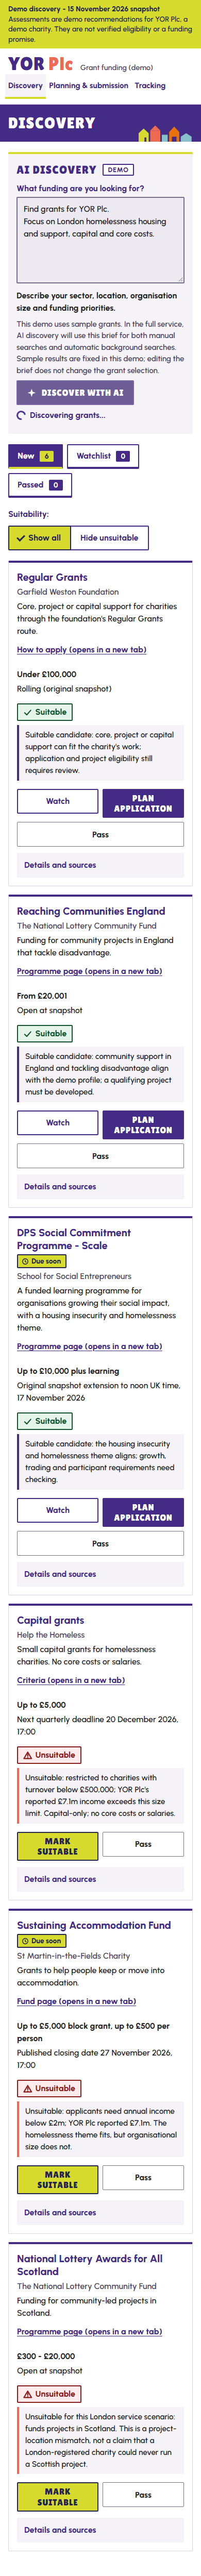 Demo discovery - 15 November 2026 snapshot
Assessments are demo recommendations for YOR Plc, a
demo charity. They are not verified eligibility or a funding
promise.
YOR Plc Grant funding (demo)
Discovery Planning & submission Tracking
DISCOVERY
AI DISCOVERY DEMO
What funding are you looking for?
Find grants for YOR Plc.
Focus on London homelessness housing
and support, capital and core costs.
Describe your sector, location, organisation
size and funding priorities.
This demo uses sample grants. In the full service,
AI discovery will use this brief for both manual
searches and automatic background searches.
Sample results are fixed in this demo; editing the
brief does not change the grant selection.
DISCOVER WITH AI
Discovering grants...
New 6 Watchlist 0
Passed 0
Suitability:
Show all Hide unsuitable
Regular Grants
Garfield Weston Foundation
Core, project or capital support for charities
through the foundation's Regular Grants
route.
How to apply (opens in a new tab)
Under £100,000
Rolling (original snapshot)
Suitable
Suitable candidate: core, project or capital
support can fit the charity's work;
application and project eligibility still
requires review.
Watch PLAN
APPLICATION
Pass
Details and sources
Reaching Communities England
The National Lottery Community Fund
Funding for community projects in England
that tackle disadvantage.
Programme page (opens in a new tab)
From £20,001
Open at snapshot
Suitable
Suitable candidate: community support in
England and tackling disadvantage align
with the demo profile; a qualifying project
must be developed.
Watch PLAN
APPLICATION
Pass
Details and sources
DPS Social Commitment
Programme - Scale
Due soon
School for Social Entrepreneurs
A funded learning programme for
organisations growing their social impact,
with a housing insecurity and homelessness
theme.
Programme page (opens in a new tab)
Up to £10,000 plus learning
Original snapshot extension to noon UK time,
17 November 2026
Suitable
Suitable candidate: the housing insecurity
and homelessness theme aligns; growth,
trading and participant requirements need
checking.
Watch PLAN
APPLICATION
Pass
Details and sources
Capital grants
Help the Homeless
Small capital grants for homelessness
charities. No core costs or salaries.
Criteria (opens in a new tab)
Up to £5,000
Next quarterly deadline 20 December 2026,
17:00
Unsuitable
Unsuitable: restricted to charities with
turnover below £500,000; YOR Plc's
reported £7.1m income exceeds this size
limit. Capital-only; no core costs or salaries.
MARK
SUITABLE Pass
Details and sources
Sustaining Accommodation Fund
Due soon
St Martin-in-the-Fields Charity
Grants to help people keep or move into
accommodation.
Fund page (opens in a new tab)
Up to £5,000 block grant, up to £500 per
person
Published closing date 27 November 2026,
17:00
Unsuitable
Unsuitable: applicants need annual income
below £2m; YOR Plc reported £7.1m. The
homelessness theme fits, but organisational
size does not.
MARK
SUITABLE Pass
Details and sources
National Lottery Awards for All
Scotland
The National Lottery Community Fund
Funding for community-led projects in
Scotland.
Programme page (opens in a new tab)
£300 - £20,000
Open at snapshot
Unsuitable
Unsuitable for this London service scenario:
funds projects in Scotland. This is a project-
location mismatch, not a claim that a
London-registered charity could never run
a Scottish project.
MARK
SUITABLE Pass
Details and sources